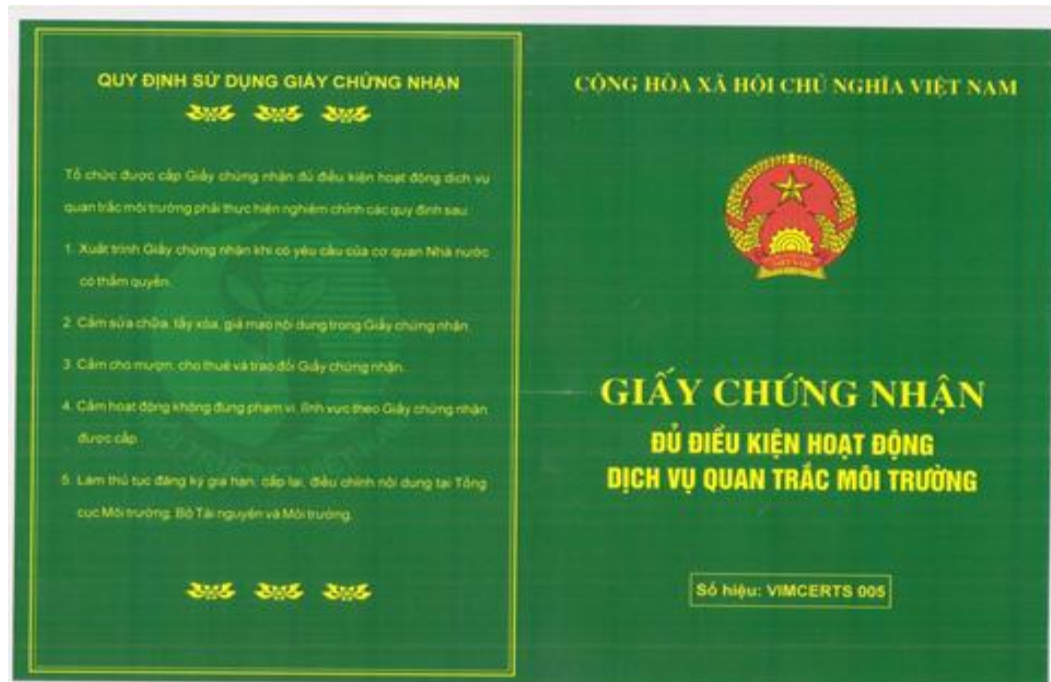 QUY ĐỊNH SỬ DỤNG GIẤY CHỨNG NHẬN
Tổ chức được cấp Giấy chứng nhận đủ điều kiện hoạt động dịch vụ
quan trắc môi trường phải thực hiện nghiêm chỉnh các quy định sau:
1. Xuất trình Giấy chứng nhận khi có yêu cầu của cơ quan Nhà nước
có thẩm quyền.
2. Cấm sửa chữa, tẩy xóa, giả mạo nội dung trong Giấy chứng nhận.
3. Cấm cho mượn, cho thuê và trao đổi Giấy chứng nhận.
4. Cấm hoạt động không đúng phạm vi, lĩnh vực theo Giấy chứng nhận
được cấp.
5. Làm thủ tục đăng ký gia hạn, cấp lại, điều chỉnh nội dung tại Tổng
cục Môi trường, Bộ Tài nguyên và Môi trường.
CỘNG HÒA XÃ HỘI CHỦ NGHĨA VIỆT NAM
VIỆT NAM
GIẤY CHỨNG NHẬN
ĐỦ ĐIỀU KIỆN HOẠT ĐỘNG
DỊCH VỤ QUAN TRẮC MÔI TRƯỜNG
Số hiệu: VIMCERTS 005